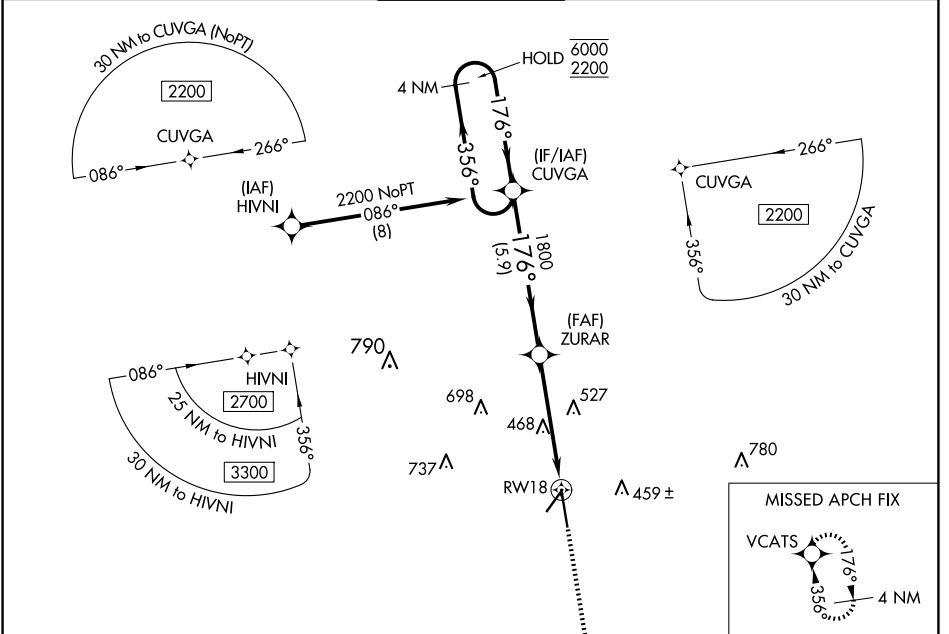 30 NM to CUVGA (NoPT)
2200
CUVGA
086°
266°
HOLD 6000
2200
4 NM
176°
356°
(IF/IAF)
CUVGA
(IAF)
HIVNI
2200 NoPT
086°
(8)
266°
CUVGA
2200
356°
30 NM to CUVGA
1800
176°
(5.9)
(FAF)
ZURAR
790
086°
HIVNI
2700
25 NM to HIVNI
356°
3300
30 NM to HIVNI
698
527
468
737
780
RW18
459 ±
MISSED APCH FIX
VCATS
176°
356°
4 NM